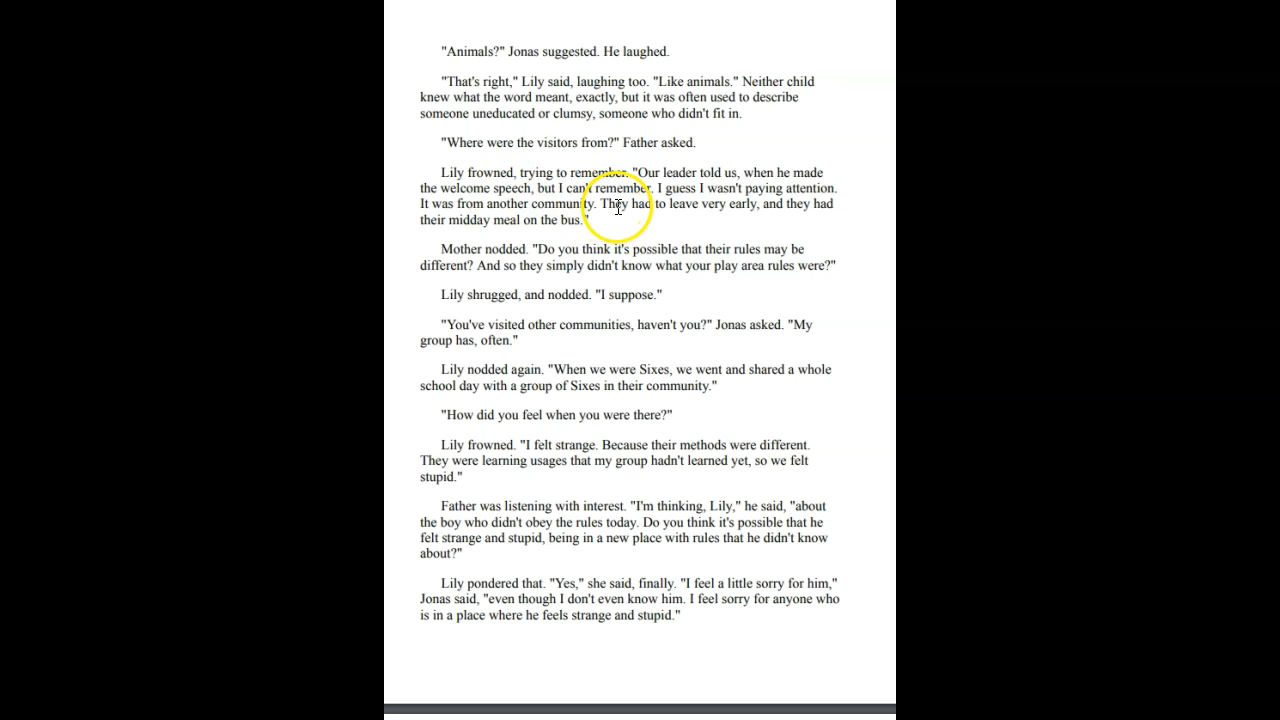 "Animals?" Jonas suggested. He laughed.
"That's right," Lily said, laughing too. "Like animals." Neither child
knew what the word meant, exactly, but it was often used to describe
someone uneducated or clumsy, someone who didn't fit in.
"Where were the visitors from?" Father asked.
Lily frowned, trying to remember. "Our leader told us, when he made
the welcome speech, but I can't remember. I guess I wasn't paying attention.
It was from another community. They had to leave very early, and they had
their midday meal on the bus."
Mother nodded. "Do you think it's possible that their rules may be
different? And so they simply didn't know what your play area rules were?"
Lily shrugged, and nodded. "I suppose."
"You've visited other communities, haven't you?" Jonas asked. "My
group has, often."
Lily nodded again. "When we were Sixes, we went and shared a whole
school day with a group of Sixes in their community."
"How did you feel when you were there?"
Lily frowned. "I felt strange. Because their methods were different.
They were learning usages that my group hadn't learned yet, so we felt
stupid."
Father was listening with interest. "I'm thinking, Lily," he said, "about
the boy who didn't obey the rules today. Do you think it's possible that he
felt strange and stupid, being in a new place with rules that he didn't know
about?"
Lily pondered that. "Yes," she said, finally. "I feel a little sorry for him,"
Jonas said, "even though I don't even know him. I feel sorry for anyone who
is in a place where he feels strange and stupid."